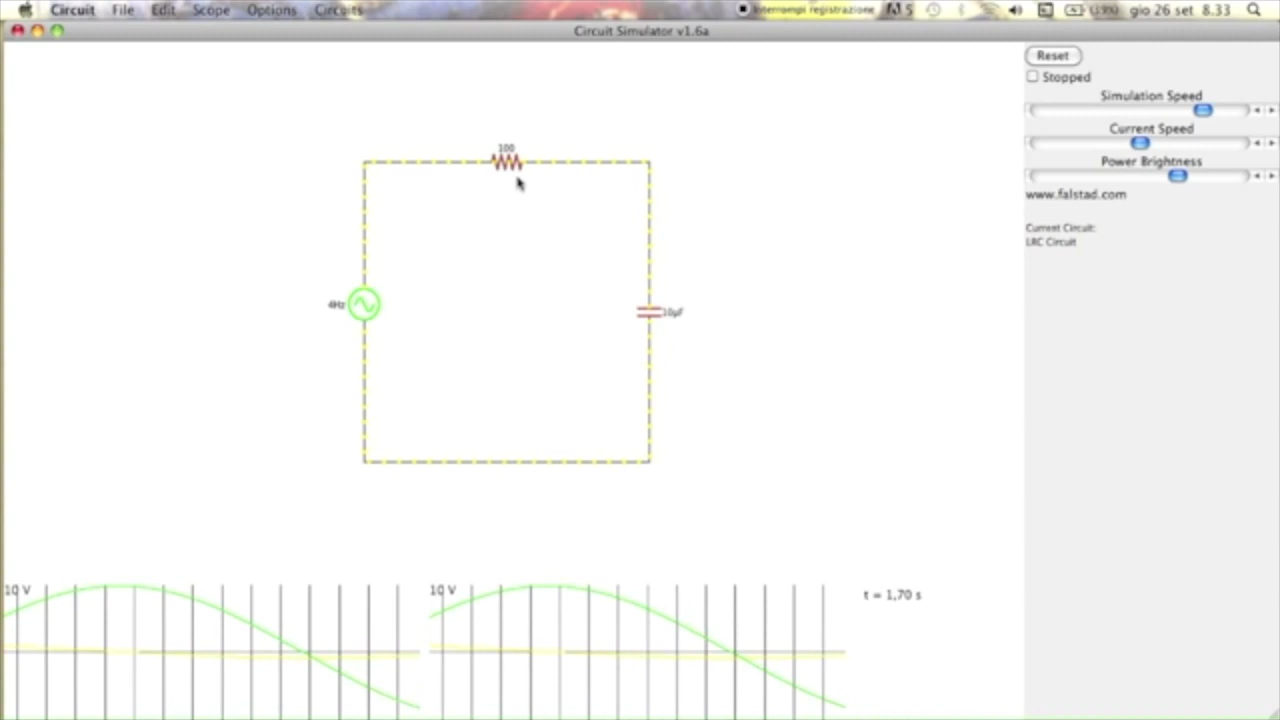 Circuit File Edit Scope Options Circuits Interrompi registrazione 5 gio 26 set 8.33
Circuit Simulator v1.6a
Reset
Stopped
Simulation Speed
Current Speed
Power Brightness
www.falstad.com
Current Circuit:
LRC Circuit
100
4Hz
10µF
10 V
10 V
t = 1,70 s